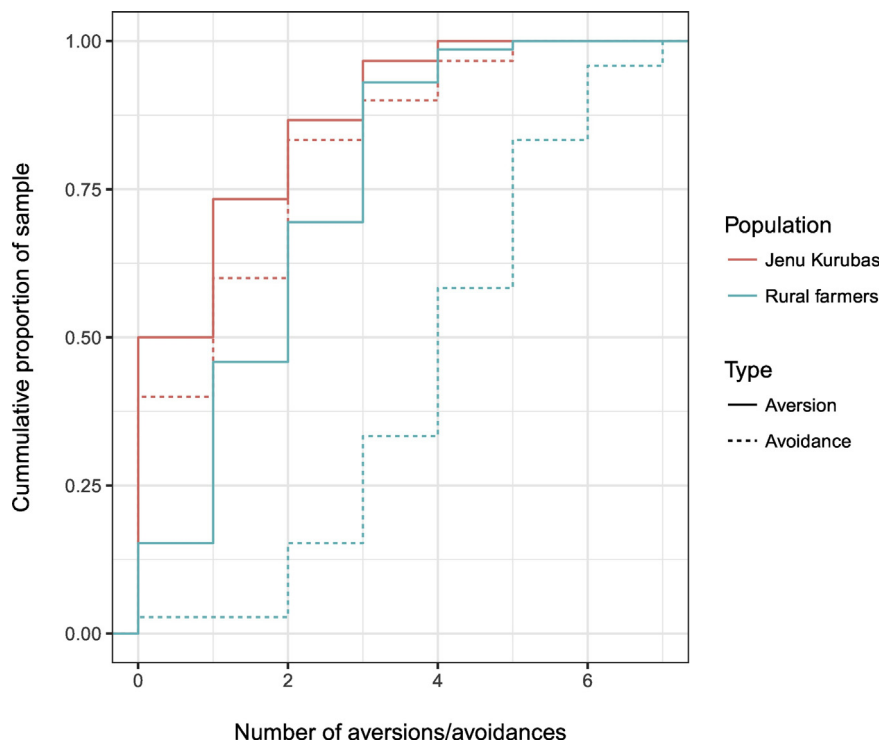 1.00
0.75
0.50
0.25
0.00
0
2
4
6
Cummulative proportion of sample
Number of aversions/avoidances
Population
Jenu Kurubas
Rural farmers
Type
Aversion
Avoidance